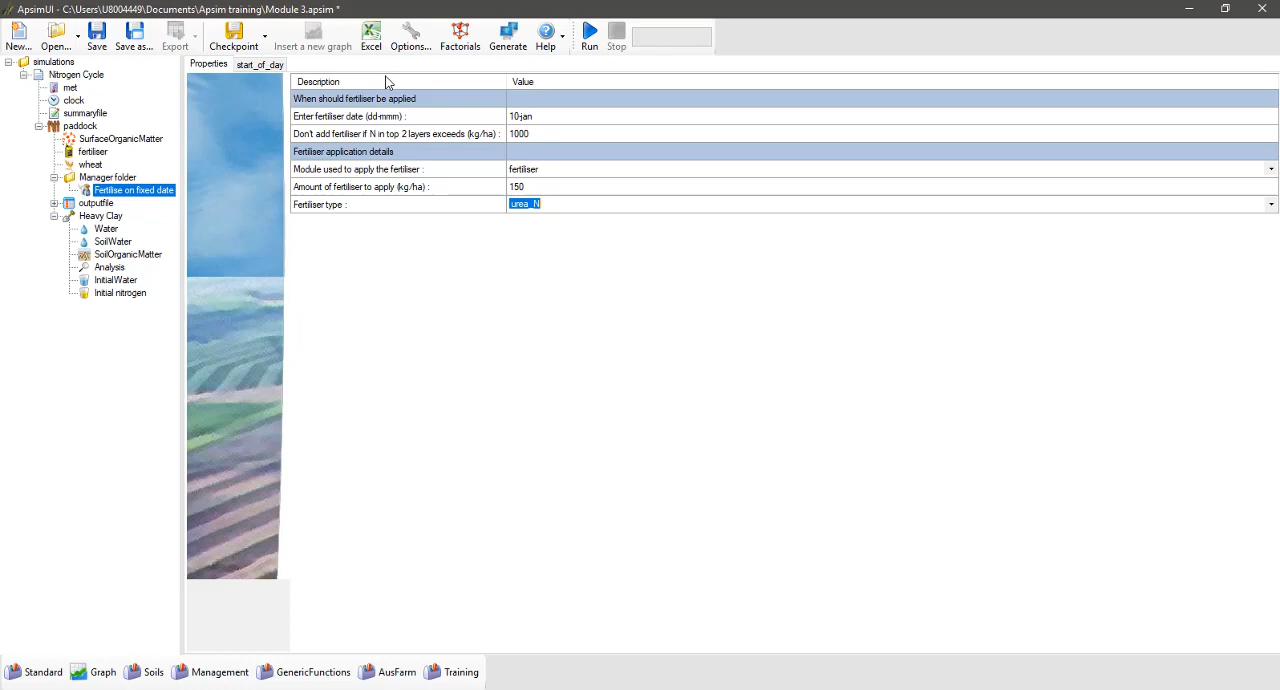 ApsimUI - C:\Users\U8004449\Documents\Apsim training\Module 3.apsim *
New... Open... Save Save as... Export Checkpoint Insert a new graph Excel Options... Factorials Generate Help Run Stop
simulations
Nitrogen Cycle
met
clock
summaryfile
paddock
SurfaceOrganicMatter
fertiliser
wheat
Manager folder
Fertilise on fixed date
outputfile
Heavy Clay
Water
SoilWater
SoilOrganicMatter
Analysis
InitialWater
Initial nitrogen
Properties start_of_day
Description Value
When should fertiliser be applied
Enter fertiliser date (dd-mmm) : 10-jan
Don't add fertiliser if N in top 2 layers exceeds (kg/ha) : 1000
Fertiliser application details
Module used to apply the fertiliser : fertiliser
Amount of fertiliser to apply (kg/ha) : 150
Fertiliser type : urea_N
Standard Graph Soils Management GenericFunctions AusFarm Training